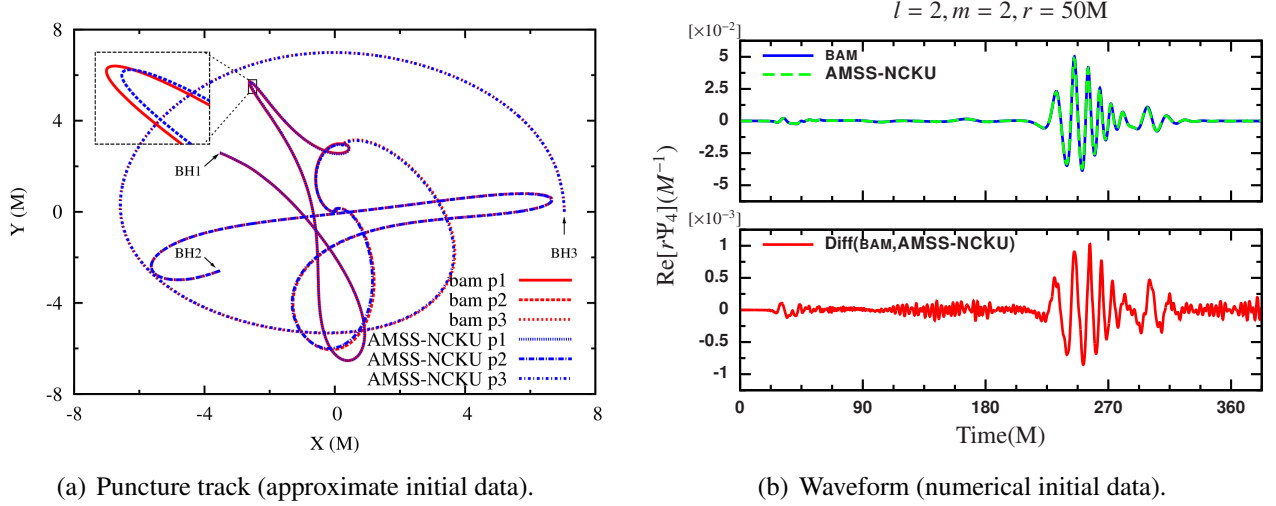 8
4
0
-4
-8
Y (M)
BH1
BH2
BH3
bam p1
bam p2
bam p3
AMSS-NCKU p1
AMSS-NCKU p2
AMSS-NCKU p3
-8 -4 0 4 8
X (M)
(a) Puncture track (approximate initial data).
l = 2, m = 2, r = 50M
[×10⁻²]
5
2.5
0
-2.5
-5
BAM
AMSS-NCKU
Re[rΨ₄](M⁻¹)
[×10⁻³]
1
0.5
0
-0.5
-1
Diff(BAM,AMSS-NCKU)
0 90 180 270 360
Time(M)
(b) Waveform (numerical initial data).